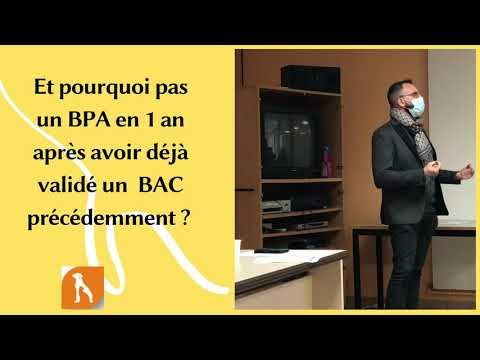 Et pourquoi pas
un BPA en 1 an
après avoir déjà
validé un BAC
précédemment ?